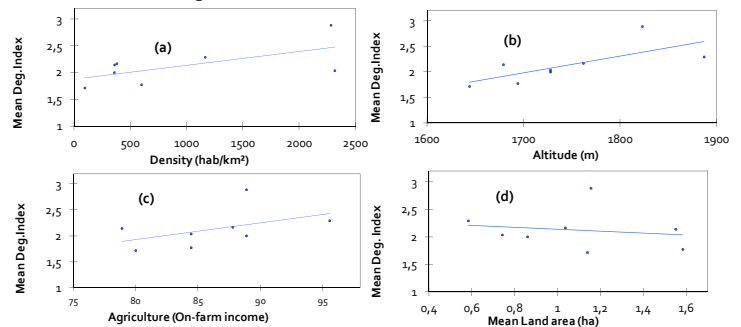 Mean Deg.Index
3
2,5
2
1,5
1
(a)
0 500 1000 1500 2000 2500
Density (hab/km²)
Mean Deg.Index
3
2,5
2
1,5
1
(b)
1600 1700 1800 1900
Altitude (m)
Mean Deg. Index
3
2,5
2
1,5
1
(c)
75 80 85 90 95
Agriculture (On-farm income)
Mean Deg. Index
3
2,5
2
1,5
1
(d)
0,4 0,6 0,8 1 1,2 1,4 1,6
Mean Land area (ha)